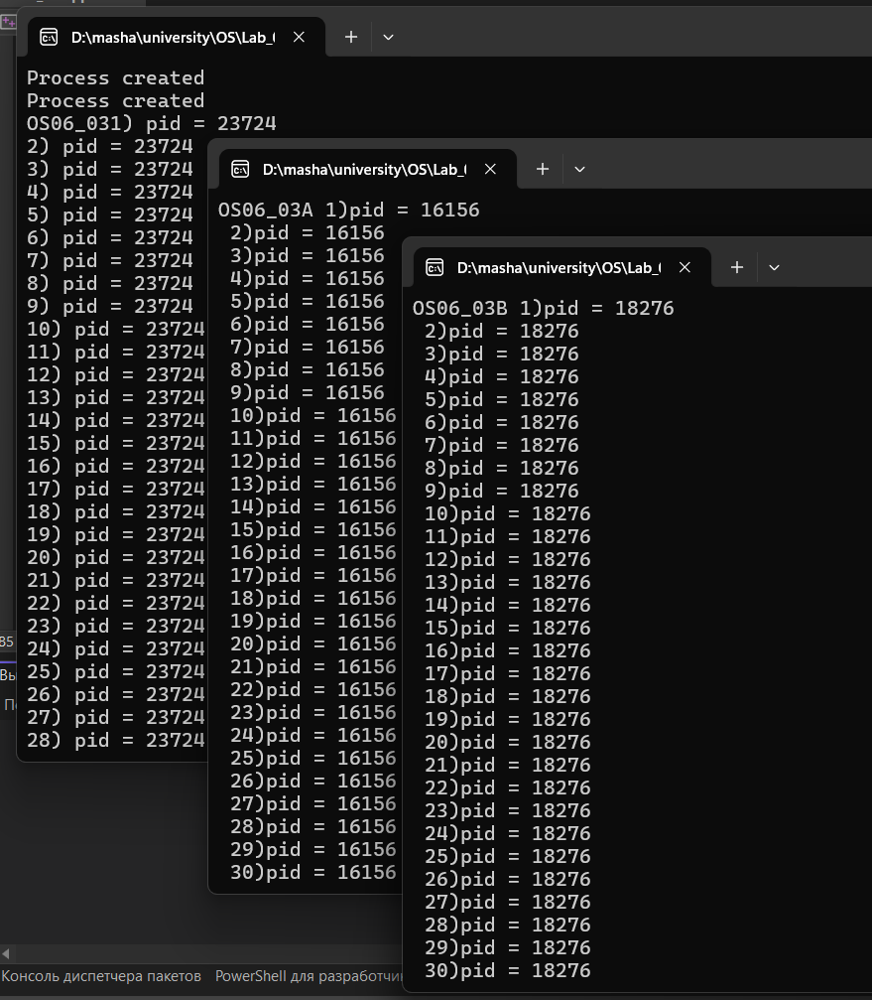 D:\masha\university\OS\Lab_
Process created
Process created
OS06_031) pid = 23724
2) pid = 23724
3) pid = 23724
4) pid = 23724
5) pid = 23724
6) pid = 23724
7) pid = 23724
8) pid = 23724
9) pid = 23724
10) pid = 23724
11) pid = 23724
12) pid = 23724
13) pid = 23724
14) pid = 23724
15) pid = 23724
16) pid = 23724
17) pid = 23724
18) pid = 23724
19) pid = 23724
20) pid = 23724
21) pid = 23724
22) pid = 23724
23) pid = 23724
24) pid = 23724
25) pid = 23724
26) pid = 23724
27) pid = 23724
28) pid = 23724
D:\masha\university\OS\Lab_
OS06_03A 1)pid = 16156
2)pid = 16156
3)pid = 16156
4)pid = 16156
5)pid = 16156
6)pid = 16156
7)pid = 16156
8)pid = 16156
9)pid = 16156
10)pid = 16156
11)pid = 16156
12)pid = 16156
13)pid = 16156
14)pid = 16156
15)pid = 16156
16)pid = 16156
17)pid = 16156
18)pid = 16156
19)pid = 16156
20)pid = 16156
21)pid = 16156
22)pid = 16156
23)pid = 16156
24)pid = 16156
25)pid = 16156
26)pid = 16156
27)pid = 16156
28)pid = 16156
29)pid = 16156
30)pid = 16156
D:\masha\university\OS\Lab_
OS06_03B 1)pid = 18276
2)pid = 18276
3)pid = 18276
4)pid = 18276
5)pid = 18276
6)pid = 18276
7)pid = 18276
8)pid = 18276
9)pid = 18276
10)pid = 18276
11)pid = 18276
12)pid = 18276
13)pid = 18276
14)pid = 18276
15)pid = 18276
16)pid = 18276
17)pid = 18276
18)pid = 18276
19)pid = 18276
20)pid = 18276
21)pid = 18276
22)pid = 18276
23)pid = 18276
24)pid = 18276
25)pid = 18276
26)pid = 18276
27)pid = 18276
28)pid = 18276
29)pid = 18276
30)pid = 18276
85
Вы
Консоль диспетчера пакетов PowerShell для разработчи